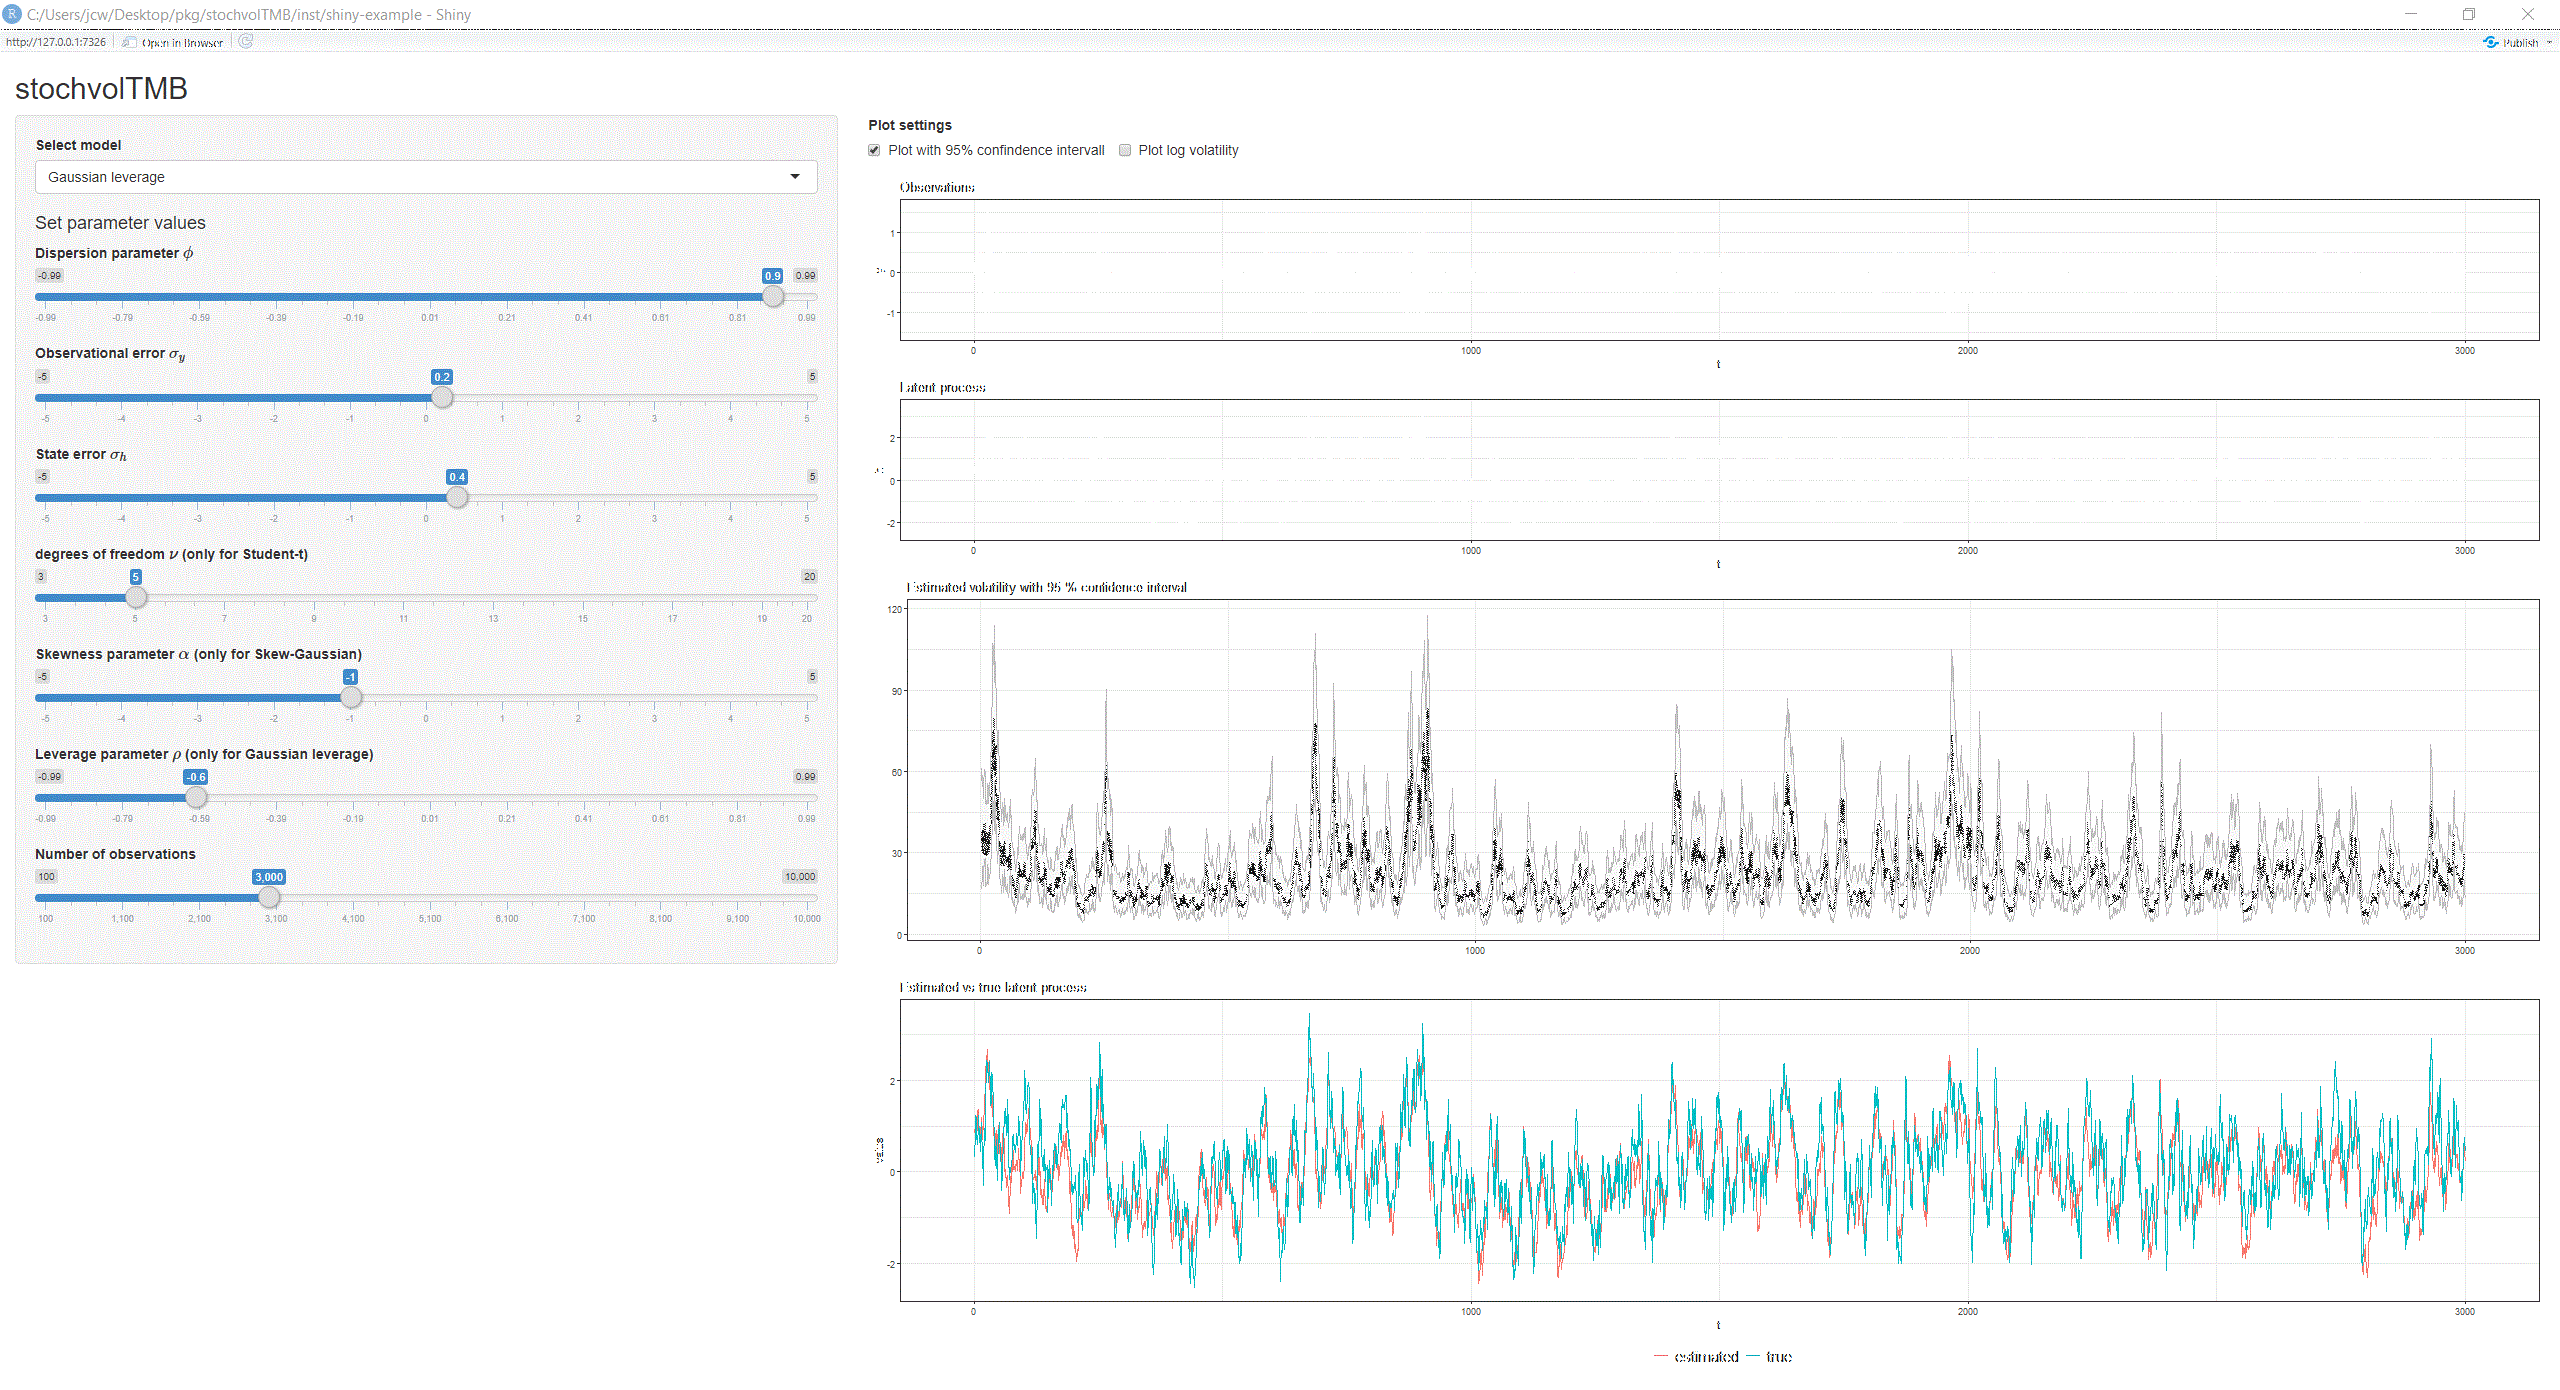 C:/Users/jcw/Desktop/pkg/stochvolTMB/inst/shiny-example - Shiny
http://127.0.0.1:7326 Open in Browser Publish
stochvolTMB
Select model
Gaussian leverage
Set parameter values
Dispersion parameter ϕ
-0.99 0.9 0.99
-0.99 -0.79 -0.59 -0.39 -0.19 0.01 0.21 0.41 0.61 0.81 0.99
Observational error σy
-5 0.2 5
-5 -4 -3 -2 -1 0 1 2 3 4 5
State error σh
-5 0.4 5
-5 -4 -3 -2 -1 0 1 2 3 4 5
degrees of freedom ν (only for Student-t)
3 5 20
3 5 7 9 11 13 15 17 19 20
Skewness parameter α (only for Skew-Gaussian)
-5 -1 5
-5 -4 -3 -2 -1 0 1 2 3 4 5
Leverage parameter ρ (only for Gaussian leverage)
-0.99 -0.6 0.99
-0.99 -0.79 -0.59 -0.39 -0.19 0.01 0.21 0.41 0.61 0.81 0.99
Number of observations
100 3,000 10,000
100 1,100 2,100 3,100 4,100 5,100 6,100 7,100 8,100 9,100 10,000
Plot settings
Plot with 95% confindence intervall Plot log volatility
Observations
1
0
-1
0 1000 2000 3000
t
Latent process
2
0
-2
0 1000 2000 3000
t
Estimated volatility with 95 % confidence interval
120
90
60
30
0
0 1000 2000 3000
Estimated vs true latent process
2
0
-2
value
0 1000 2000 3000
t
estimated true